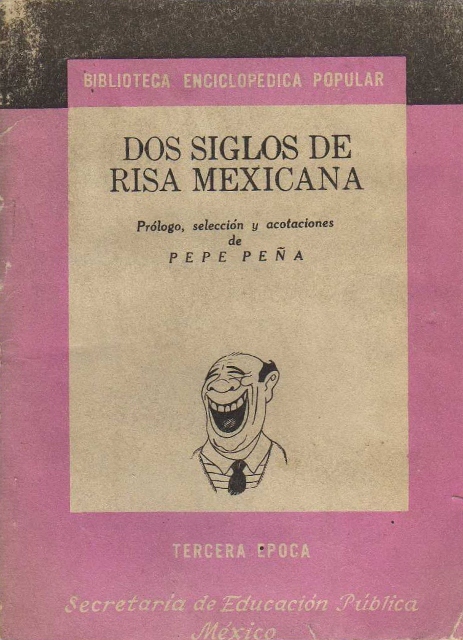 BIBLIOTECA ENCICLOPEDICA POPULAR
DOS SIGLOS DE
RISA MEXICANA
Prólogo, selección y acotaciones
de
PEPE PEÑA
TERCERA EPOCA
Secretaría de Educación Pública
México